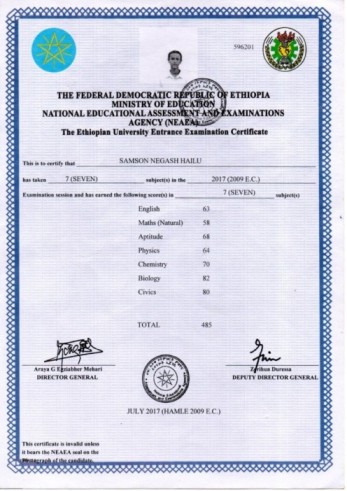 396201
THE FEDERAL DEMOCRATIC REPUBLIC OF ETHIOPIA
MINISTRY OF EDUCATION
NATIONAL EDUCATIONAL ASSESSMENT AND EXAMINATIONS
AGENCY (NEAEA)
The Ethiopian University Entrance Examination Certificate
This is to certify that SAMSON NEGASH HAILU
has taken 7 (SEVEN) subject(s) in the 2017 (2009 E.C.)
Examination session and has earned the following score(s) in 7 (SEVEN) subject(s)
English 63
Maths (Natural) 58
Aptitude 68
Physics 64
Chemistry 70
Biology 82
Civics 80
TOTAL 485
Araya G Egziabher Mehari
DIRECTOR GENERAL
Zerihun Duressa
DEPUTY DIRECTOR GENERAL
JULY 2017 (HAMLE 2009 E.C.)
This certificate is invalid unless
it bears the NEAEA seal on the
Photograph of the candidate.